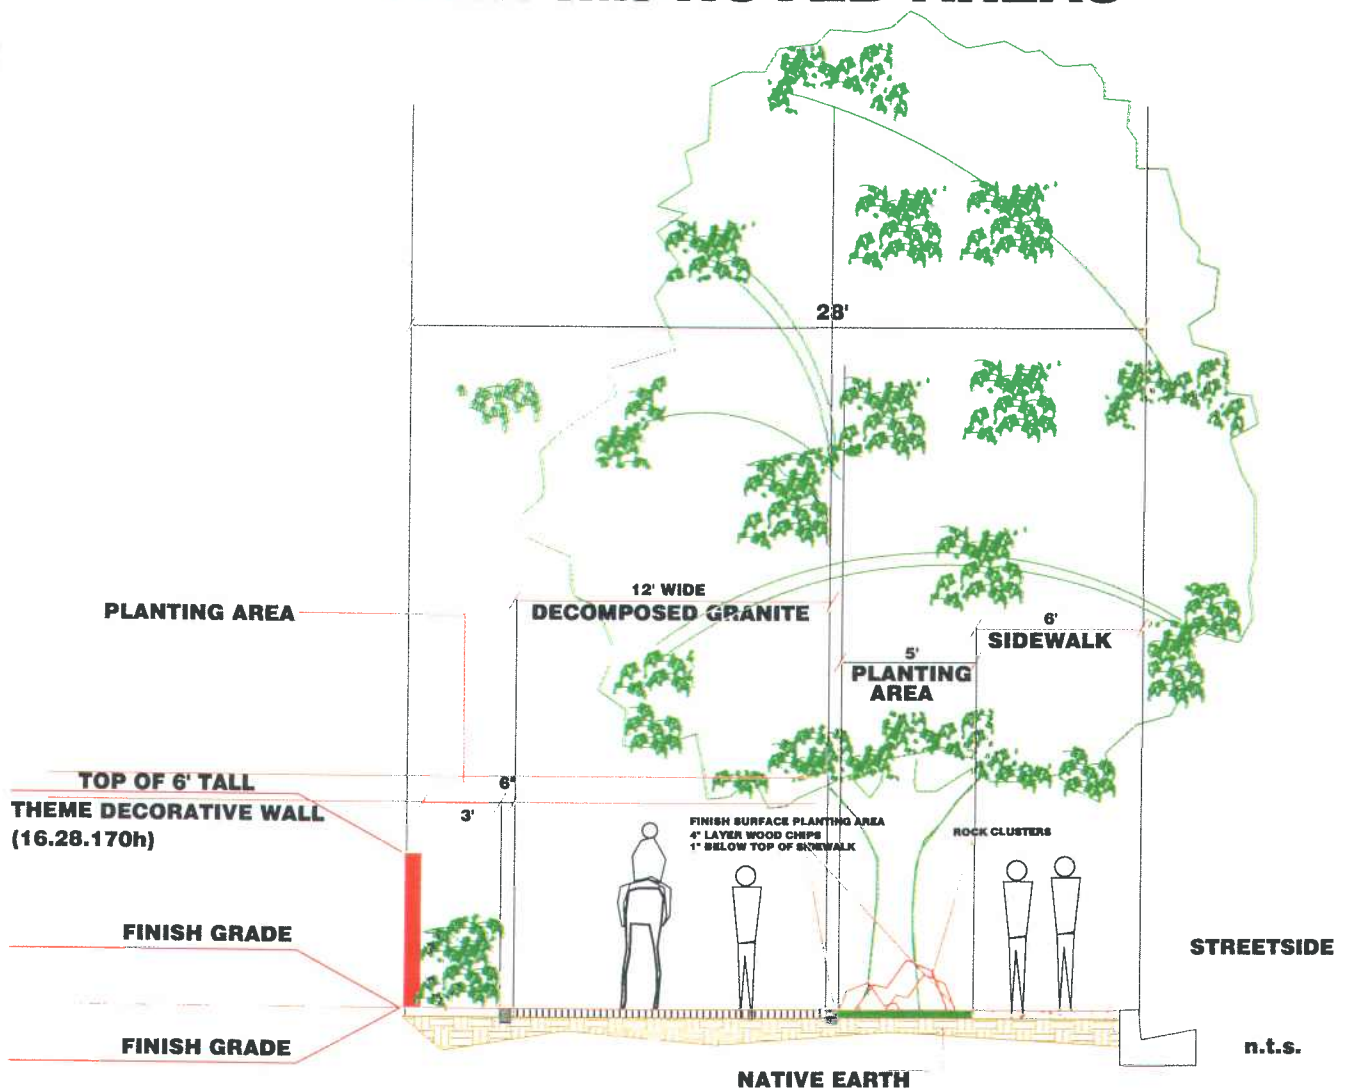 28'
12' WIDE
DECOMPOSED GRANITE
PLANTING AREA
6'
SIDEWALK
5'
PLANTING
AREA
TOP OF 6' TALL
THEME DECORATIVE WALL
(16.28.170h)
6"
3'
FINISH SURFACE PLANTING AREA
4" LAYER WOOD CHIPS
1" BELOW TOP OF SIDEWALK
ROCK CLUSTERS
FINISH GRADE
STREETSIDE
FINISH GRADE
n.t.s.
NATIVE EARTH